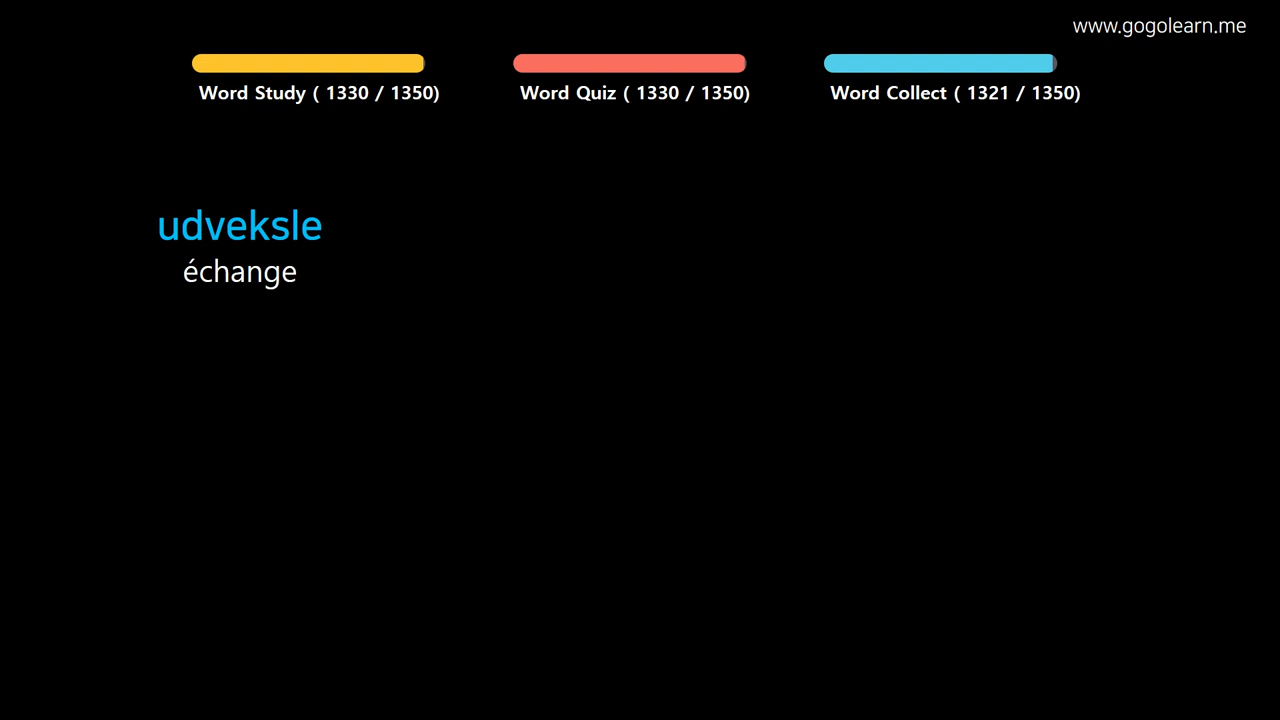 www.gogolearn.me
Word Study ( 1330 / 1350)
Word Quiz ( 1330 / 1350)
Word Collect ( 1321 / 1350)
udveksle
échange